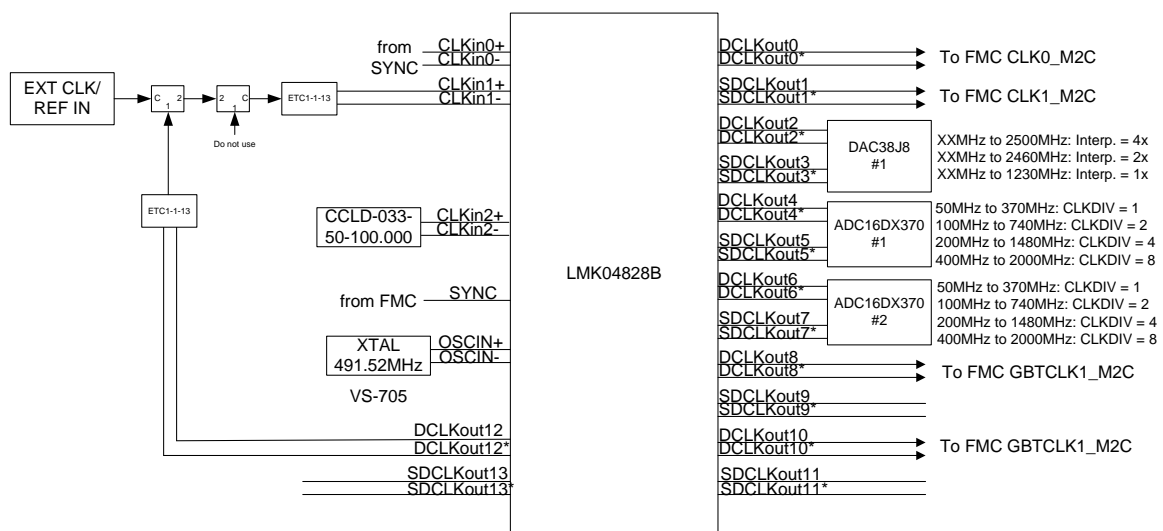 EXT CLK/
REF IN
C
1
2
2
1
C
Do not use
ETC1-1-13
ETC1-1-13
from
SYNC
CLKin0+
CLKin0-
CLKin1+
CLKin1-
CCLD-033-
50-100.000
CLKin2+
CLKin2-
from FMC
SYNC
XTAL
491.52MHz
OSCIN+
OSCIN-
VS-705
DCLKout12
DCLKout12*
SDCLKout13
SDCLKout13*
LMK04828B
DCLKout0
DCLKout0*
To FMC CLK0_M2C
SDCLKout1
SDCLKout1*
To FMC CLK1_M2C
DCLKout2
DCLKout2*
SDCLKout3
SDCLKout3*
DAC38J8
#1
XXMHz to 2500MHz: Interp. = 4x
XXMHz to 2460MHz: Interp. = 2x
XXMHz to 1230MHz: Interp. = 1x
DCLKout4
DCLKout4*
SDCLKout5
SDCLKout5*
ADC16DX370
#1
50MHz to 370MHz: CLKDIV = 1
100MHz to 740MHz: CLKDIV = 2
200MHz to 1480MHz: CLKDIV = 4
400MHz to 2000MHz: CLKDIV = 8
DCLKout6
DCLKout6*
SDCLKout7
SDCLKout7*
ADC16DX370
#2
50MHz to 370MHz: CLKDIV = 1
100MHz to 740MHz: CLKDIV = 2
200MHz to 1480MHz: CLKDIV = 4
400MHz to 2000MHz: CLKDIV = 8
DCLKout8
DCLKout8*
To FMC GBTCLK1_M2C
SDCLKout9
SDCLKout9*
DCLKout10
DCLKout10*
To FMC GBTCLK1_M2C
SDCLKout11
SDCLKout11*